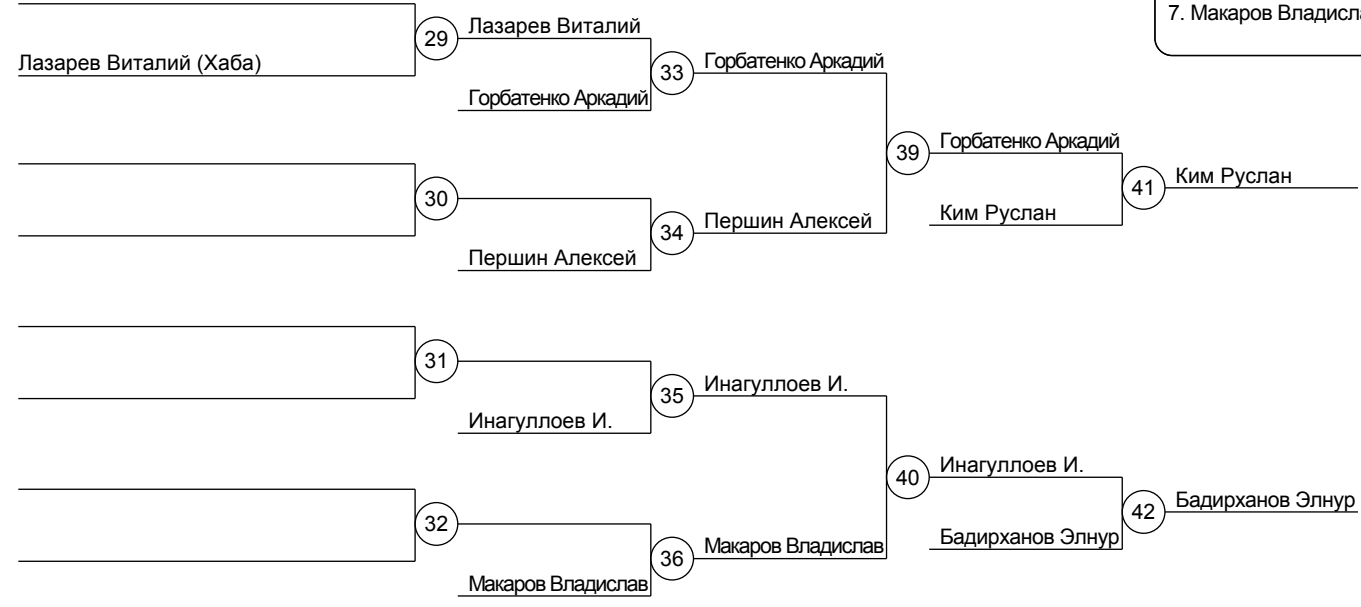 7. Макаров Владисла
29
Лазарев Виталий
Лазарев Виталий (Хаба)
33
Горбатенко Аркадий
Горбатенко Аркадий
39
Горбатенко Аркадий
41
Ким Руслан
30
Ким Руслан
34
Першин Алексей
Першин Алексей
31
35
Инагуллоев И.
Инагуллоев И.
40
Инагуллоев И.
42
Бадирханов Элнур
32
Бадирханов Элнур
36
Макаров Владислав
Макаров Владислав